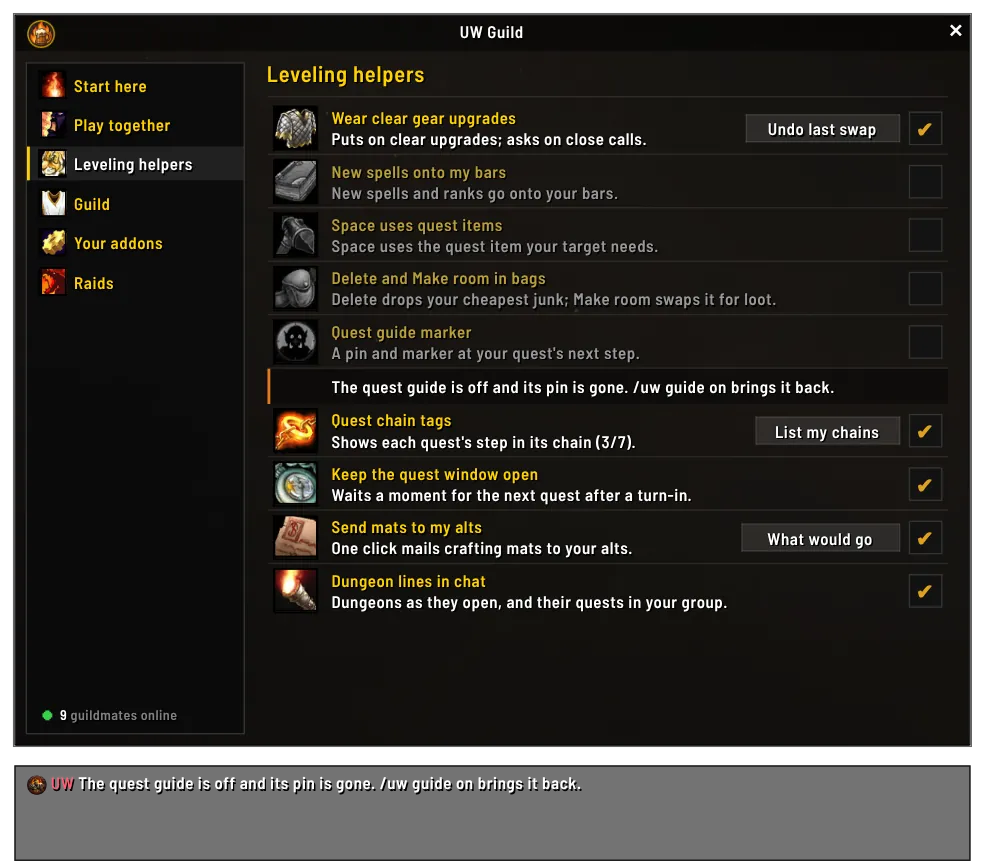 UW Guild
Start here
Play together
Leveling helpers
Guild
Your addons
Raids
9 guildmates online
Leveling helpers
Wear clear gear upgrades
Puts on clear upgrades; asks on close calls.
Undo last swap
New spells onto my bars
New spells and ranks go onto your bars.
Space uses quest items
Space uses the quest item your target needs.
Delete and Make room in bags
Delete drops your cheapest junk; Make room swaps it for loot.
Quest guide marker
A pin and marker at your quest's next step.
The quest guide is off and its pin is gone. /uw guide on brings it back.
Quest chain tags
Shows each quest's step in its chain (3/7).
List my chains
Keep the quest window open
Waits a moment for the next quest after a turn-in.
Send mats to my alts
One click mails crafting mats to your alts.
What would go
Dungeon lines in chat
Dungeons as they open, and their quests in your group.
UW The quest guide is off and its pin is gone. /uw guide on brings it back.